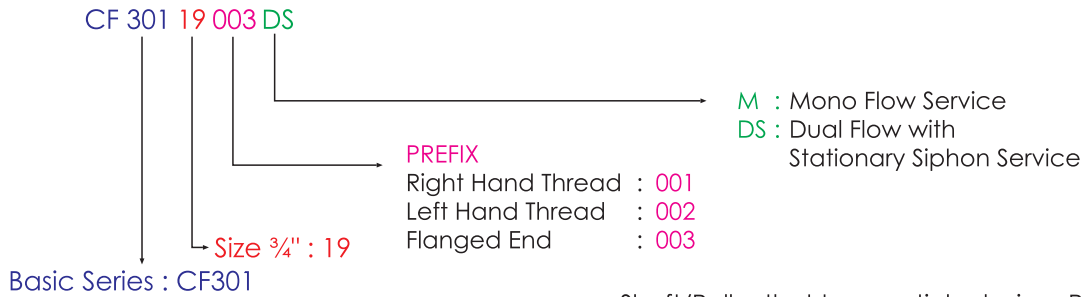 CF 301 19 003 DS
M : Mono Flow Service
DS : Dual Flow with
Stationary Siphon Service
PREFIX
Right Hand Thread : 001
Left Hand Thread : 002
Flanged End : 003
Size ¾" : 19
Basic Series : CF301